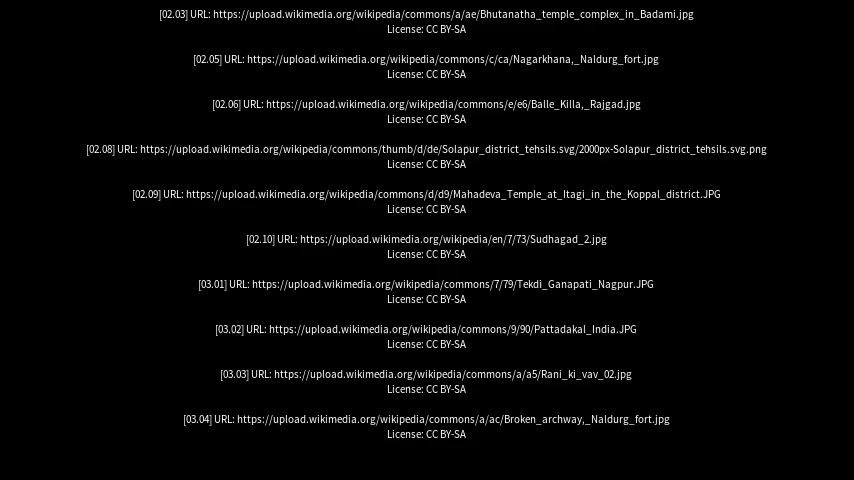 [02.03] URL: https://upload.wikimedia.org/wikipedia/commons/a/ae/Bhutanatha_temple_complex_in_Badami.jpg
License: CC BY-SA
[02.05] URL: https://upload.wikimedia.org/wikipedia/commons/c/ca/Nagarkhana,_Naldurg_fort.jpg
License: CC BY-SA
[02.06] URL: https://upload.wikimedia.org/wikipedia/commons/e/e6/Balle_Killa,_Rajgad.jpg
License: CC BY-SA
[02.08] URL: https://upload.wikimedia.org/wikipedia/commons/thumb/d/de/Solapur_district_tehsils.svg/2000px-Solapur_district_tehsils.svg.png
License: CC BY-SA
[02.09] URL: https://upload.wikimedia.org/wikipedia/commons/d/d9/Mahadeva_Temple_at_Itagi_in_the_Koppal_district.JPG
License: CC BY-SA
[02.10] URL: https://upload.wikimedia.org/wikipedia/en/7/73/Sudhagad_2.jpg
License: CC BY-SA
[03.01] URL: https://upload.wikimedia.org/wikipedia/commons/7/79/Tekdi_Ganapati_Nagpur.JPG
License: CC BY-SA
[03.02] URL: https://upload.wikimedia.org/wikipedia/commons/9/90/Pattadakal_India.JPG
License: CC BY-SA
[03.03] URL: https://upload.wikimedia.org/wikipedia/commons/a/a5/Rani_ki_vav_02.jpg
License: CC BY-SA
[03.04] URL: https://upload.wikimedia.org/wikipedia/commons/a/ac/Broken_archway,_Naldurg_fort.jpg
License: CC BY-SA